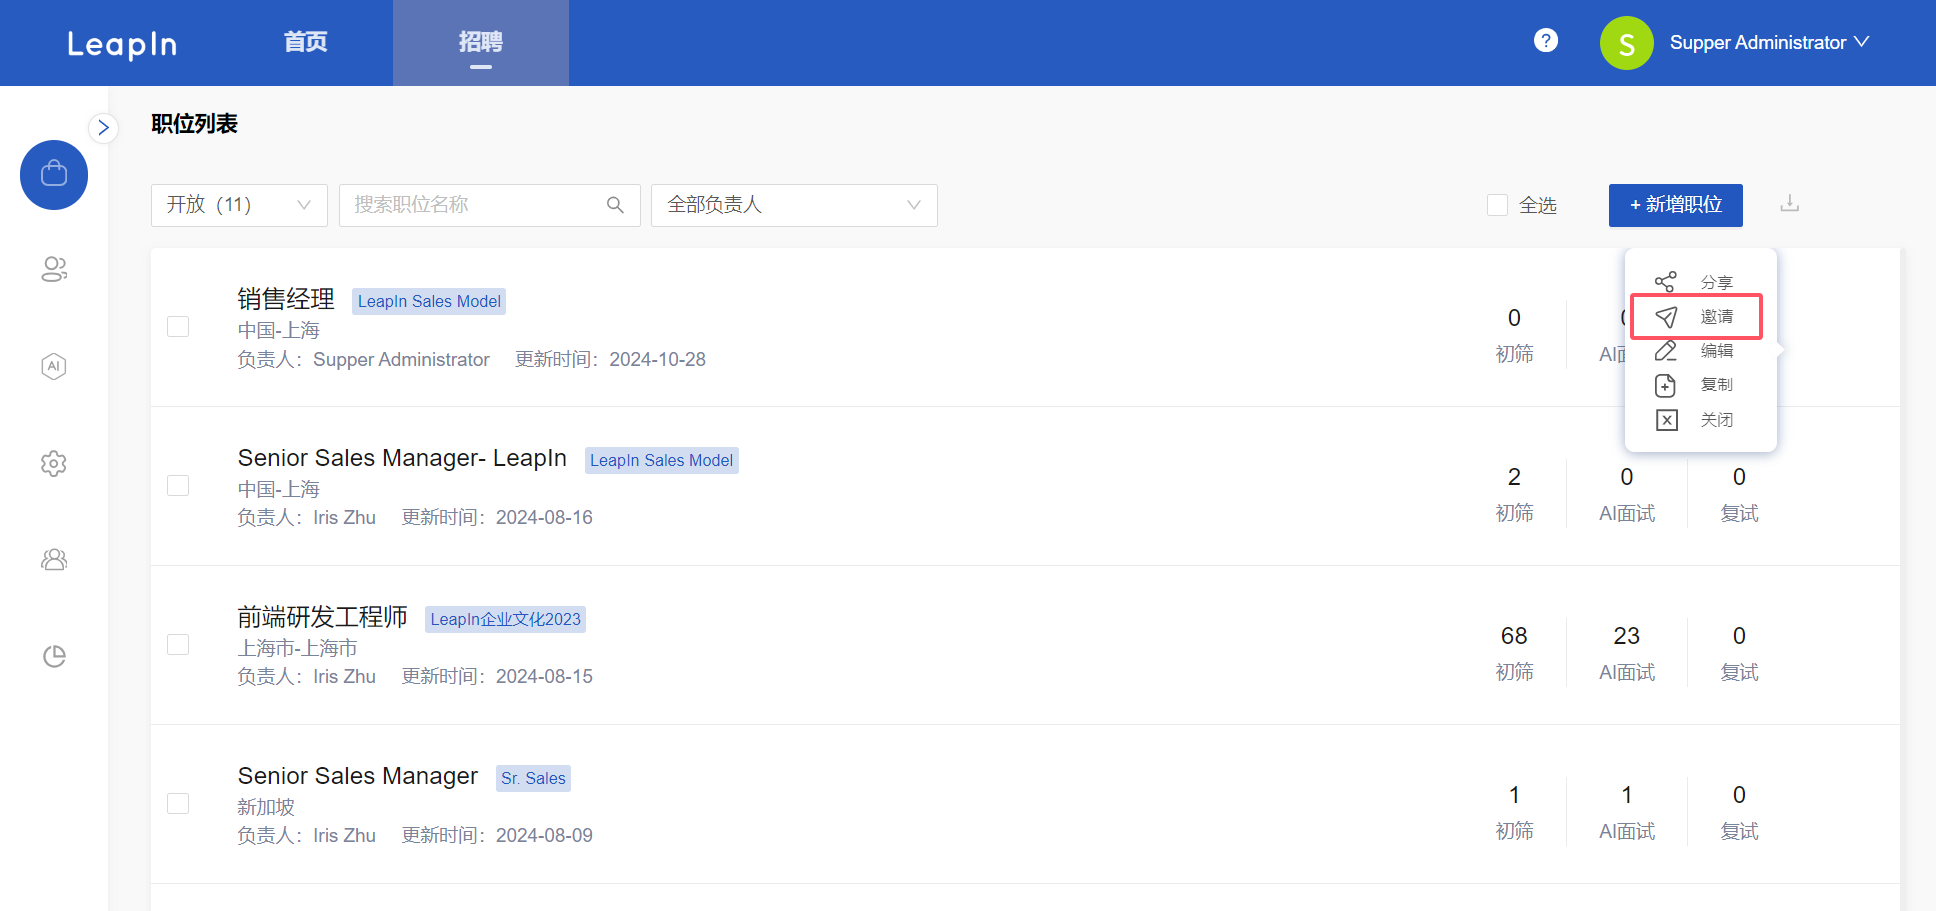 LeapIn
首页
招聘
?
S
Supper Administrator
职位列表
开放（11）
搜索职位名称
全部负责人
全选
+ 新增职位
销售经理
LeapIn Sales Model
中国-上海
负责人：Supper Administrator 更新时间：2024-10-28
0
初筛
分享
邀请
编辑
复制
关闭
AI
Senior Sales Manager- LeapIn
LeapIn Sales Model
中国-上海
负责人：Iris Zhu 更新时间：2024-08-16
2
初筛
0
AI面试
0
复试
前端研发工程师
LeapIn企业文化2023
上海市-上海市
负责人：Iris Zhu 更新时间：2024-08-15
68
初筛
23
AI面试
0
复试
Senior Sales Manager
Sr. Sales
新加坡
负责人：Iris Zhu 更新时间：2024-08-09
1
初筛
1
AI面试
0
复试